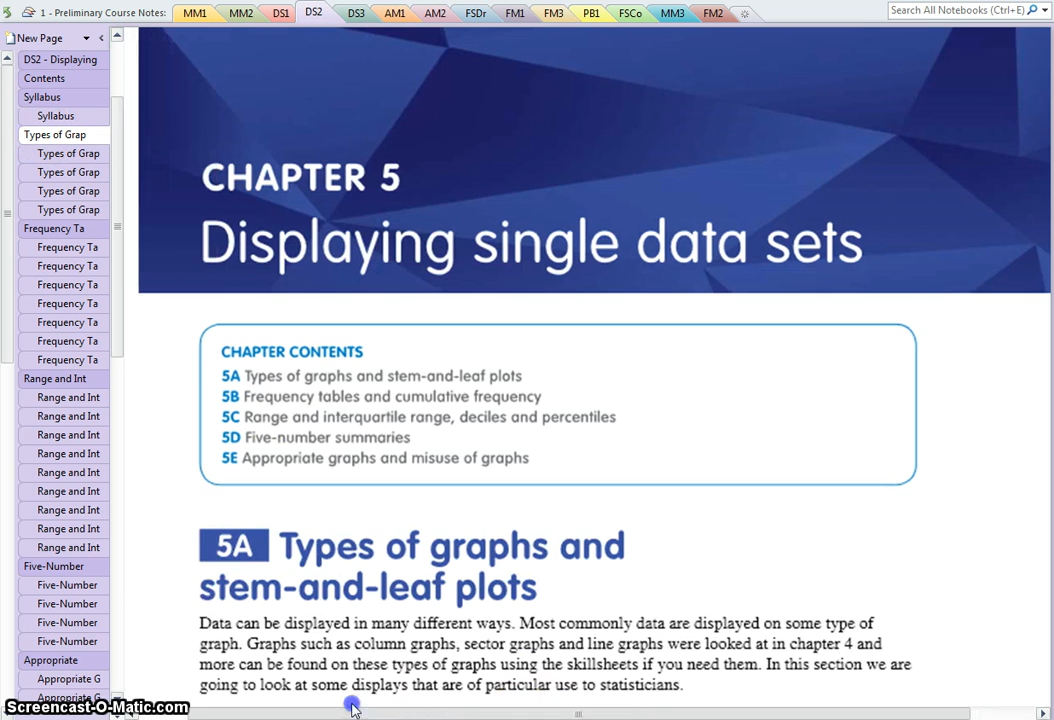 1 - Preliminary Course Notes: MM1 MM2 DS1 DS2 DS3 AM1 AM2 FSDr FM1 FM3 PB1 FSCo MM3 FM2 Search All Notebooks (Ctrl+E)
New Page
DS2 - Displaying
Contents
Syllabus
Syllabus
Types of Grap
Types of Grap
Types of Grap
Types of Grap
Types of Grap
Frequency Ta
Frequency Ta
Frequency Ta
Frequency Ta
Frequency Ta
Frequency Ta
Frequency Ta
Frequency Ta
Range and Int
Range and Int
Range and Int
Range and Int
Range and Int
Range and Int
Range and Int
Range and Int
Range and Int
Range and Int
Five-Number
Five-Number
Five-Number
Five-Number
Five-Number
Appropriate
Appropriate G
Appropriate G
CHAPTER 5
Displaying single data sets
CHAPTER CONTENTS
5A Types of graphs and stem-and-leaf plots
5B Frequency tables and cumulative frequency
5C Range and interquartile range, deciles and percentiles
5D Five-number summaries
5E Appropriate graphs and misuse of graphs
5A Types of graphs and
stem-and-leaf plots
Data can be displayed in many different ways. Most commonly data are displayed on some type of
graph. Graphs such as column graphs, sector graphs and line graphs were looked at in chapter 4 and
more can be found on these types of graphs using the skillsheets if you need them. In this section we are
going to look at some displays that are of particular use to statisticians.
Screencast-O-Matic.com